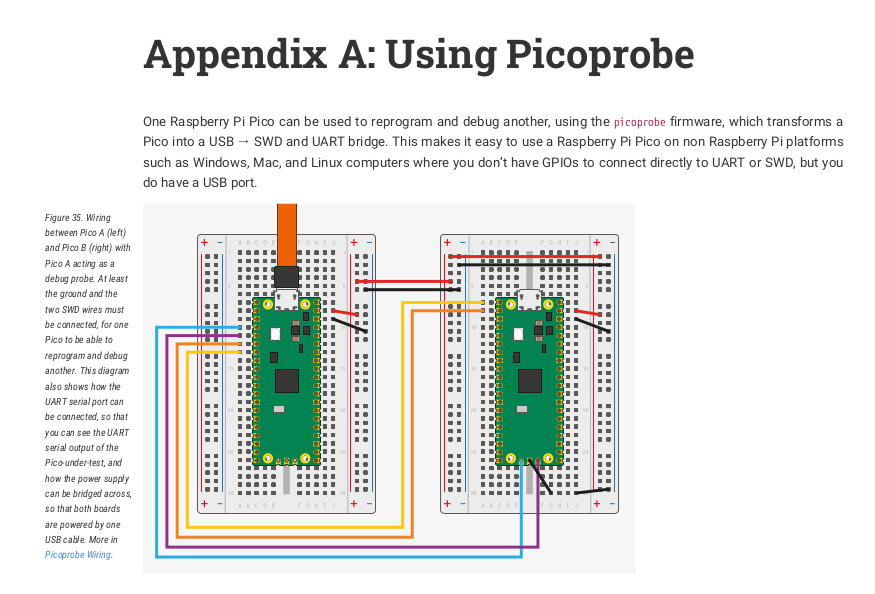 Appendix A: Using Picoprobe
One Raspberry Pi Pico can be used to reprogram and debug another, using the picoprobe firmware, which transforms a
Pico into a USB → SWD and UART bridge. This makes it easy to use a Raspberry Pi Pico on non Raspberry Pi platforms
such as Windows, Mac, and Linux computers where you don’t have GPIOs to connect directly to UART or SWD, but you
do have a USB port.
Figure 35. Wiring
between Pico A (left)
and Pico B (right) with
Pico A acting as a
debug probe. At least
the ground and the
two SWD wires must
be connected, for one
Pico to be able to
reprogram and debug
another. This diagram
also shows how the
UART serial port can
be connected, so that
you can see the UART
serial output of the
Pico-under-test, and
how the power supply
can be bridged across,
so that both boards
are powered by one
USB cable. More in
Picoprobe Wiring.